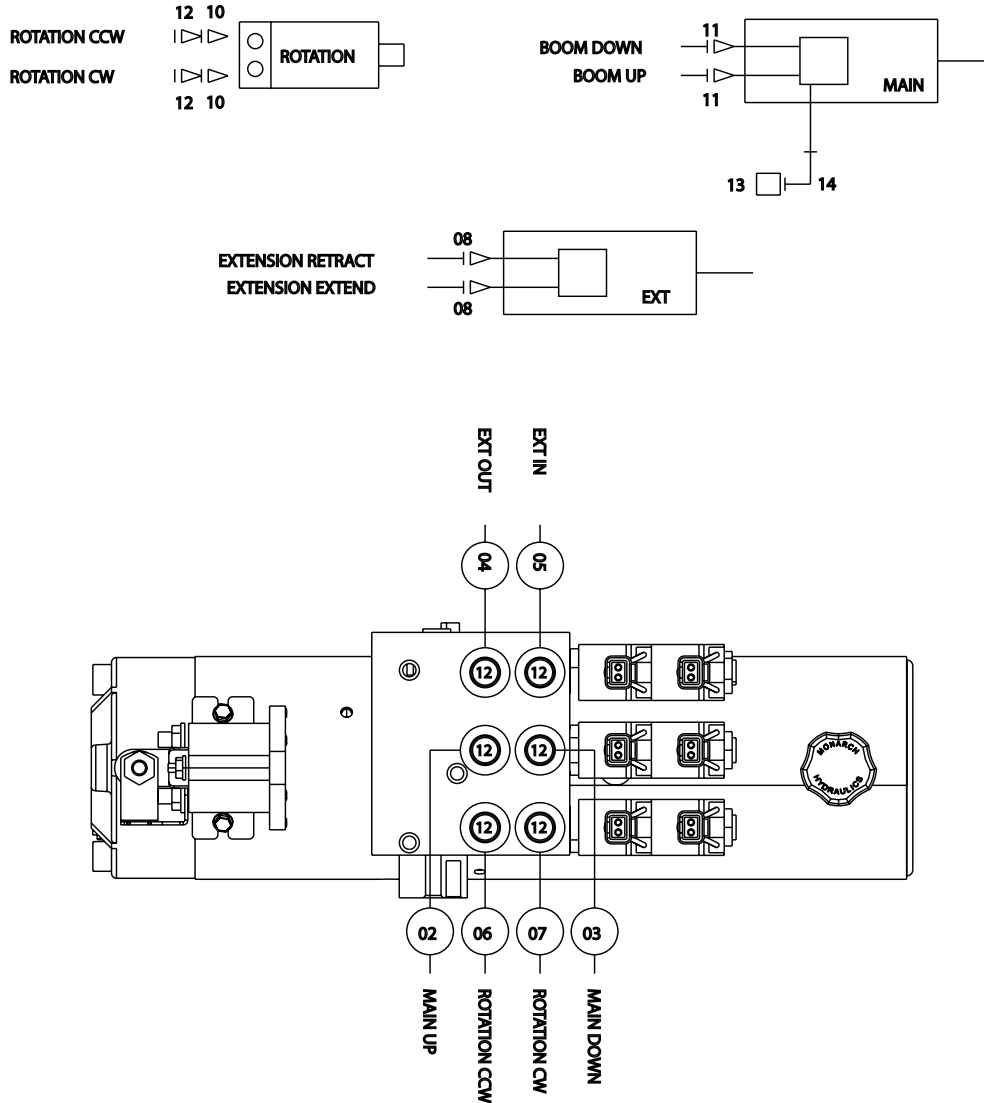 12 10
ROTATION CCW
ROTATION
ROTATION CW
12 10
11
BOOM DOWN
BOOM UP
MAIN
11
13
14
08
EXTENSION RETRACT
EXTENSION EXTEND
EXT
08
EXT OUT
EXT IN
04
05
12
12
12
12
12
12
MONARCH
HYDRAULICS
02
06
07
03
MAIN UP
ROTATION CCW
ROTATION CW
MAIN DOWN